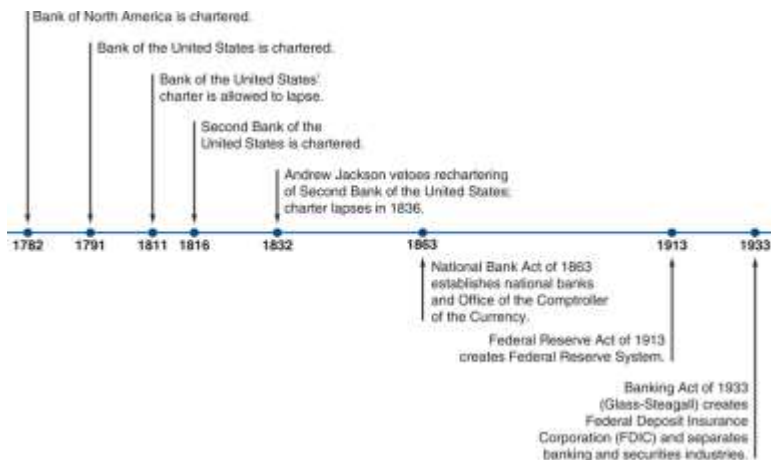 Bank of North America is chartered.
Bank of the United States is chartered.
Bank of the United States'
charter is allowed to lapse.
Second Bank of the
United States is chartered.
Andrew Jackson vetoes rechartering
of Second Bank of the United States;
charter lapses in 1836.
1782 1791 1811 1816 1832 1863 1913 1933
National Bank Act of 1863
establishes national banks
and Office of the Comptroller
of the Currency.
Federal Reserve Act of 1913
creates Federal Reserve System.
Banking Act of 1933
(Glass-Steagall) creates
Federal Deposit Insurance
Corporation (FDIC) and separates
banking and securities industries.